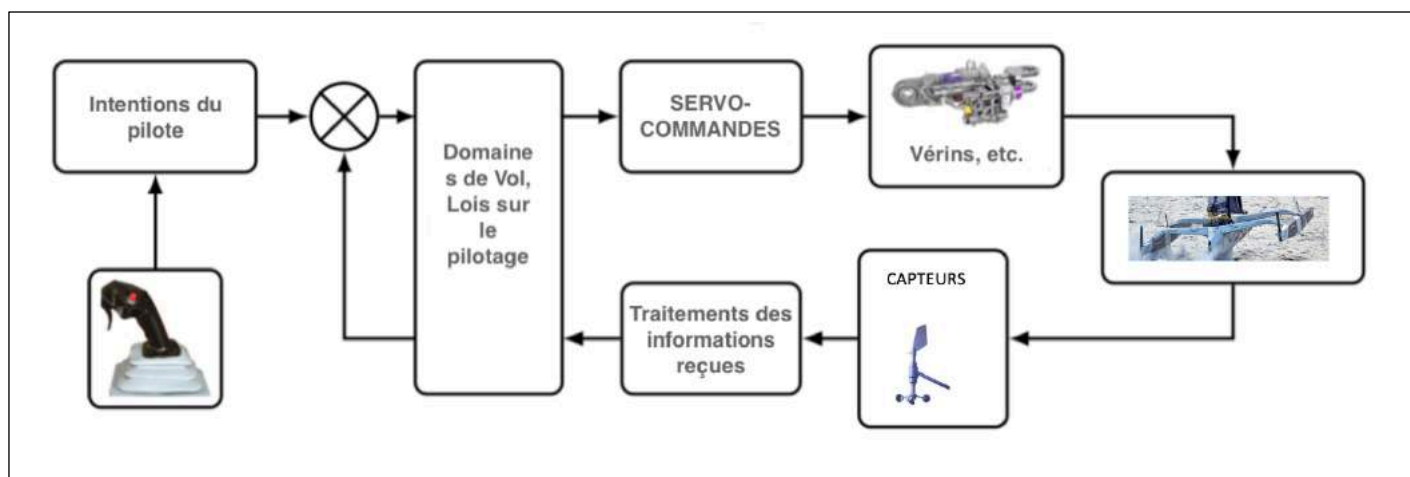 Intentions du
pilote
Domaine
s de Vol,
Lois sur
le
pilotage
SERVO-
COMMANDES
Vérins, etc.
CAPTEURS
Traitements des
informations
reçues